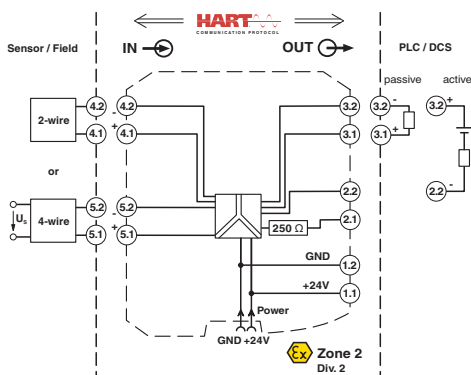 HART
COMMUNICATION PROTOCOL
Sensor / Field
IN
OUT
PLC / DCS
passive
active
2-wire
4.2
4.1
4.2
-
+
4.1
3.2
3.1
3.2
-
+
3.1
3.2
+
-
2.2
or
Us
4-wire
5.2
5.1
5.2
-
+
5.1
2.2
2.1
250 Ω
GND
1.2
+24V
1.1
Power
GND +24V
Ex
Zone 2
Div. 2